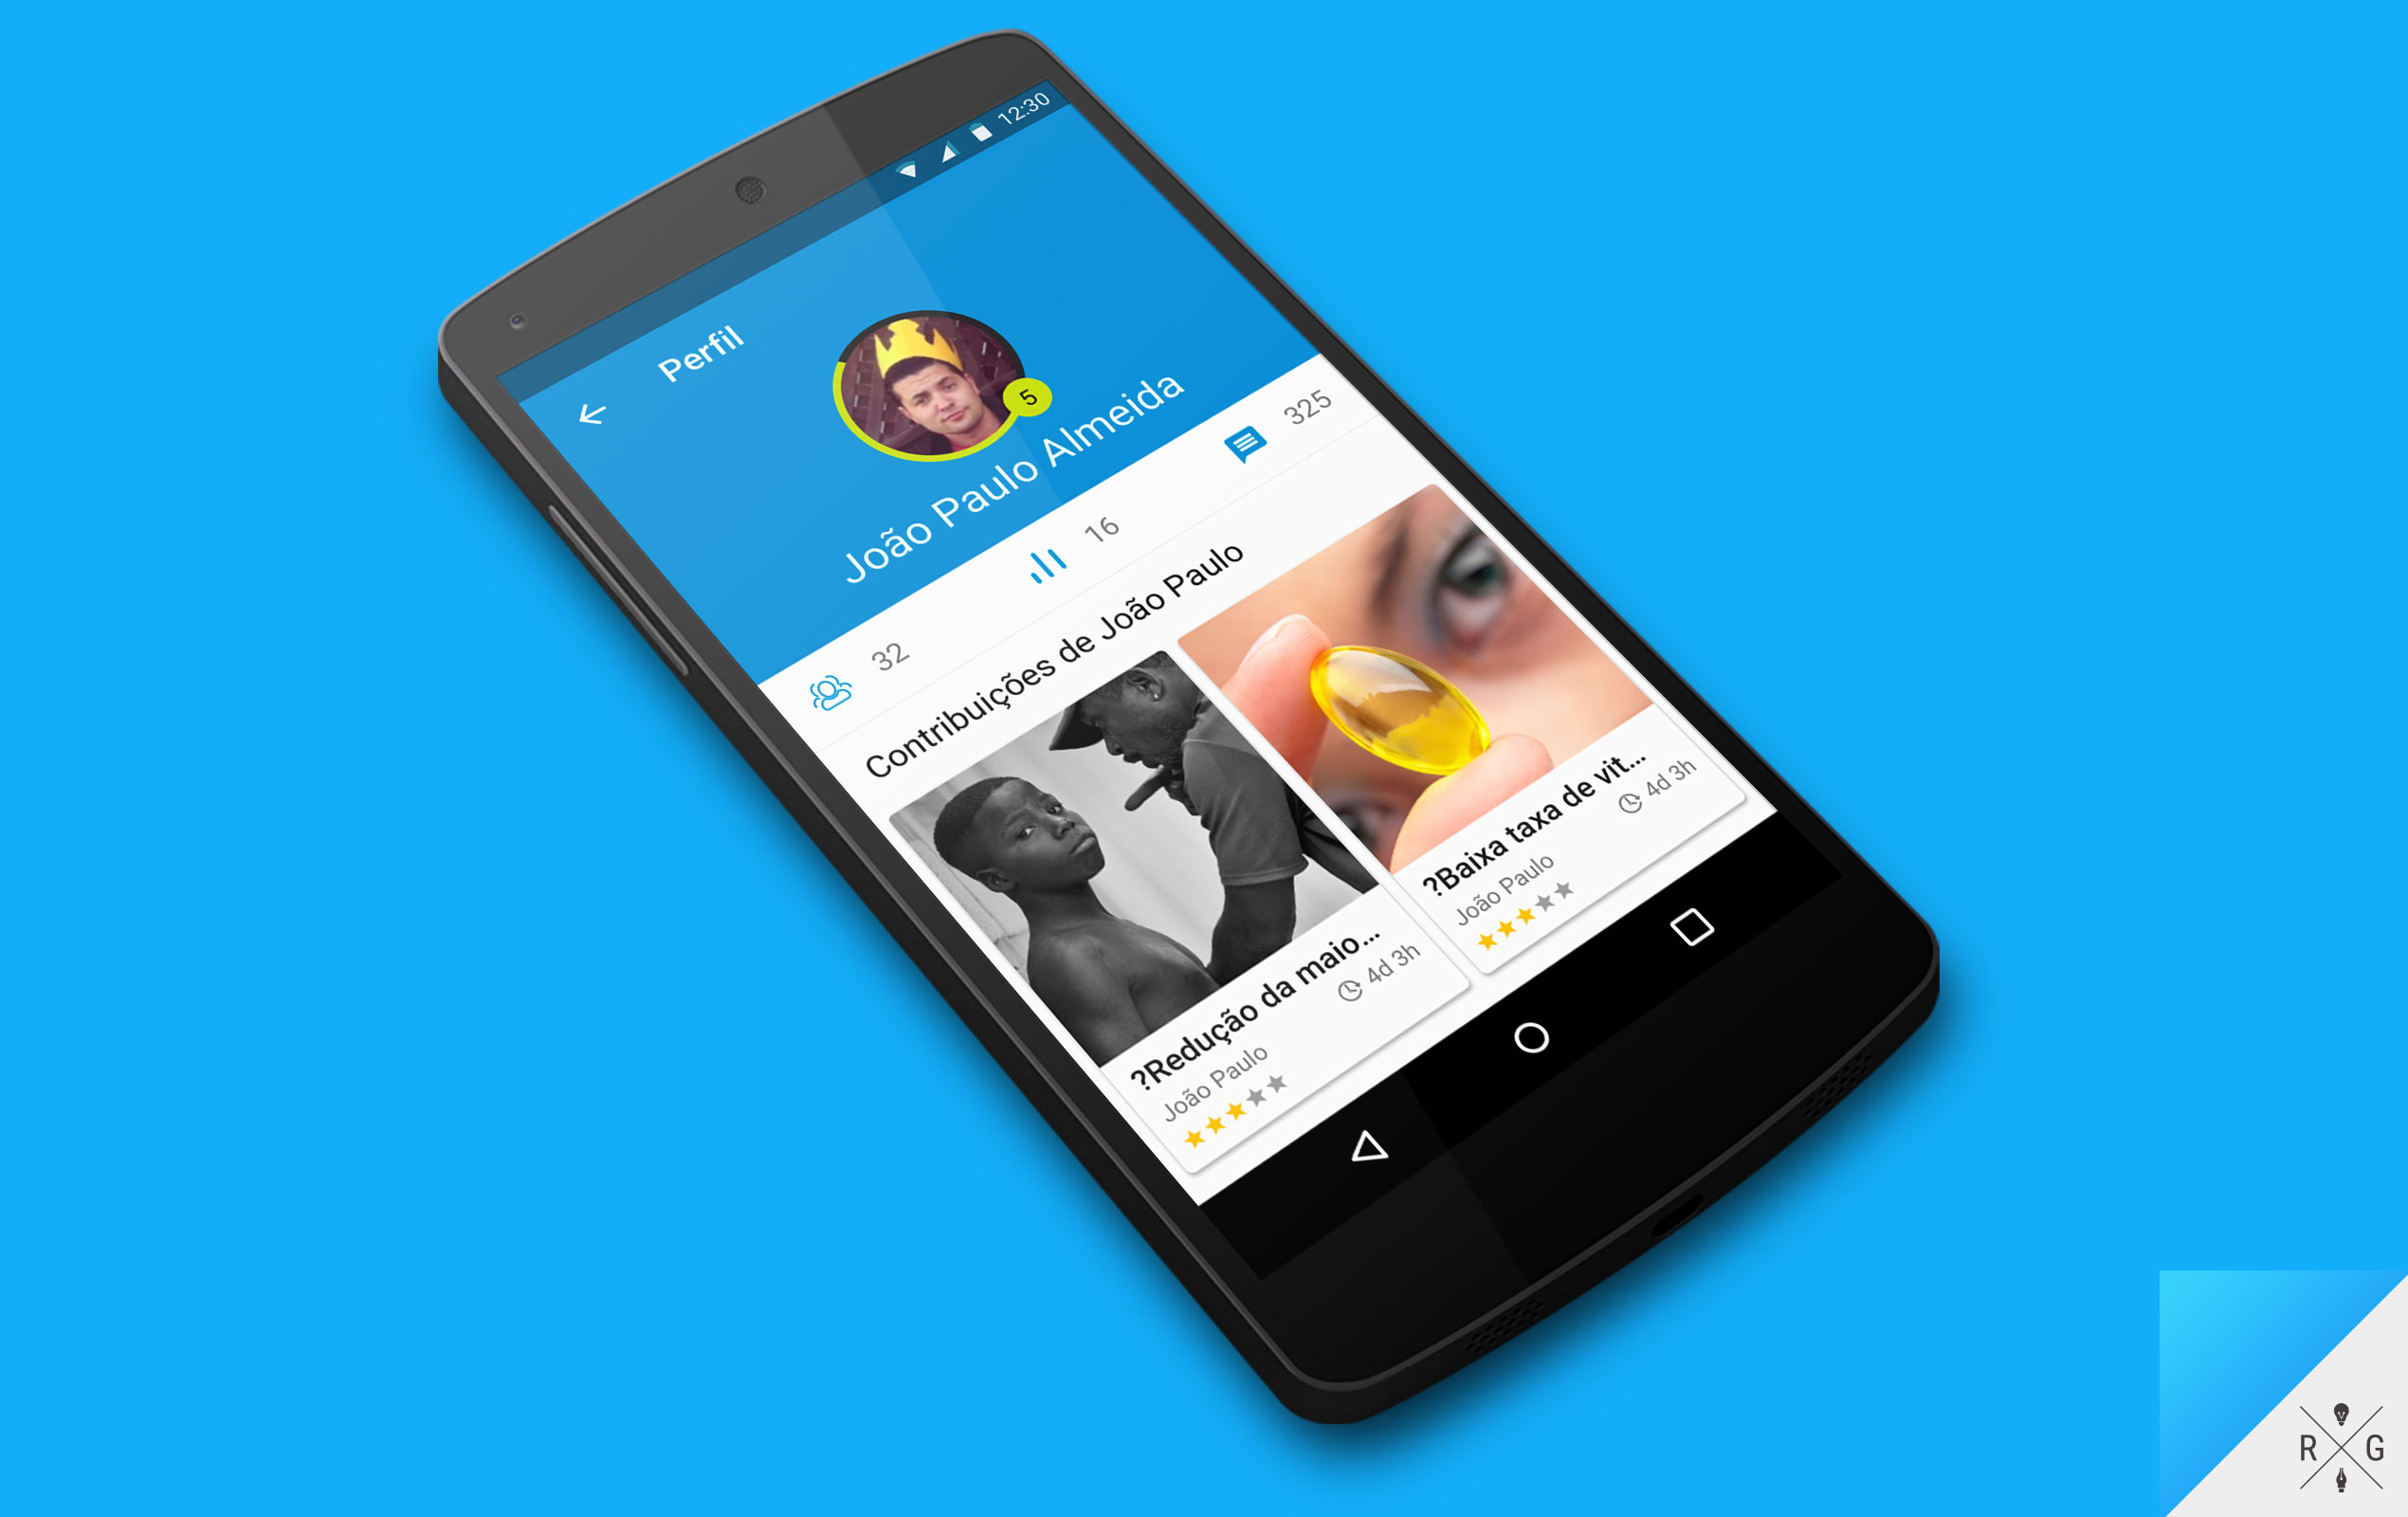 12:30
Perfil
5
João Paulo Almeida
32
16
325
Contribuições de João Paulo
?Redução da maio...
4d 3h
João Paulo
?Baixa taxa de vit...
4d 3h
João Paulo
R G